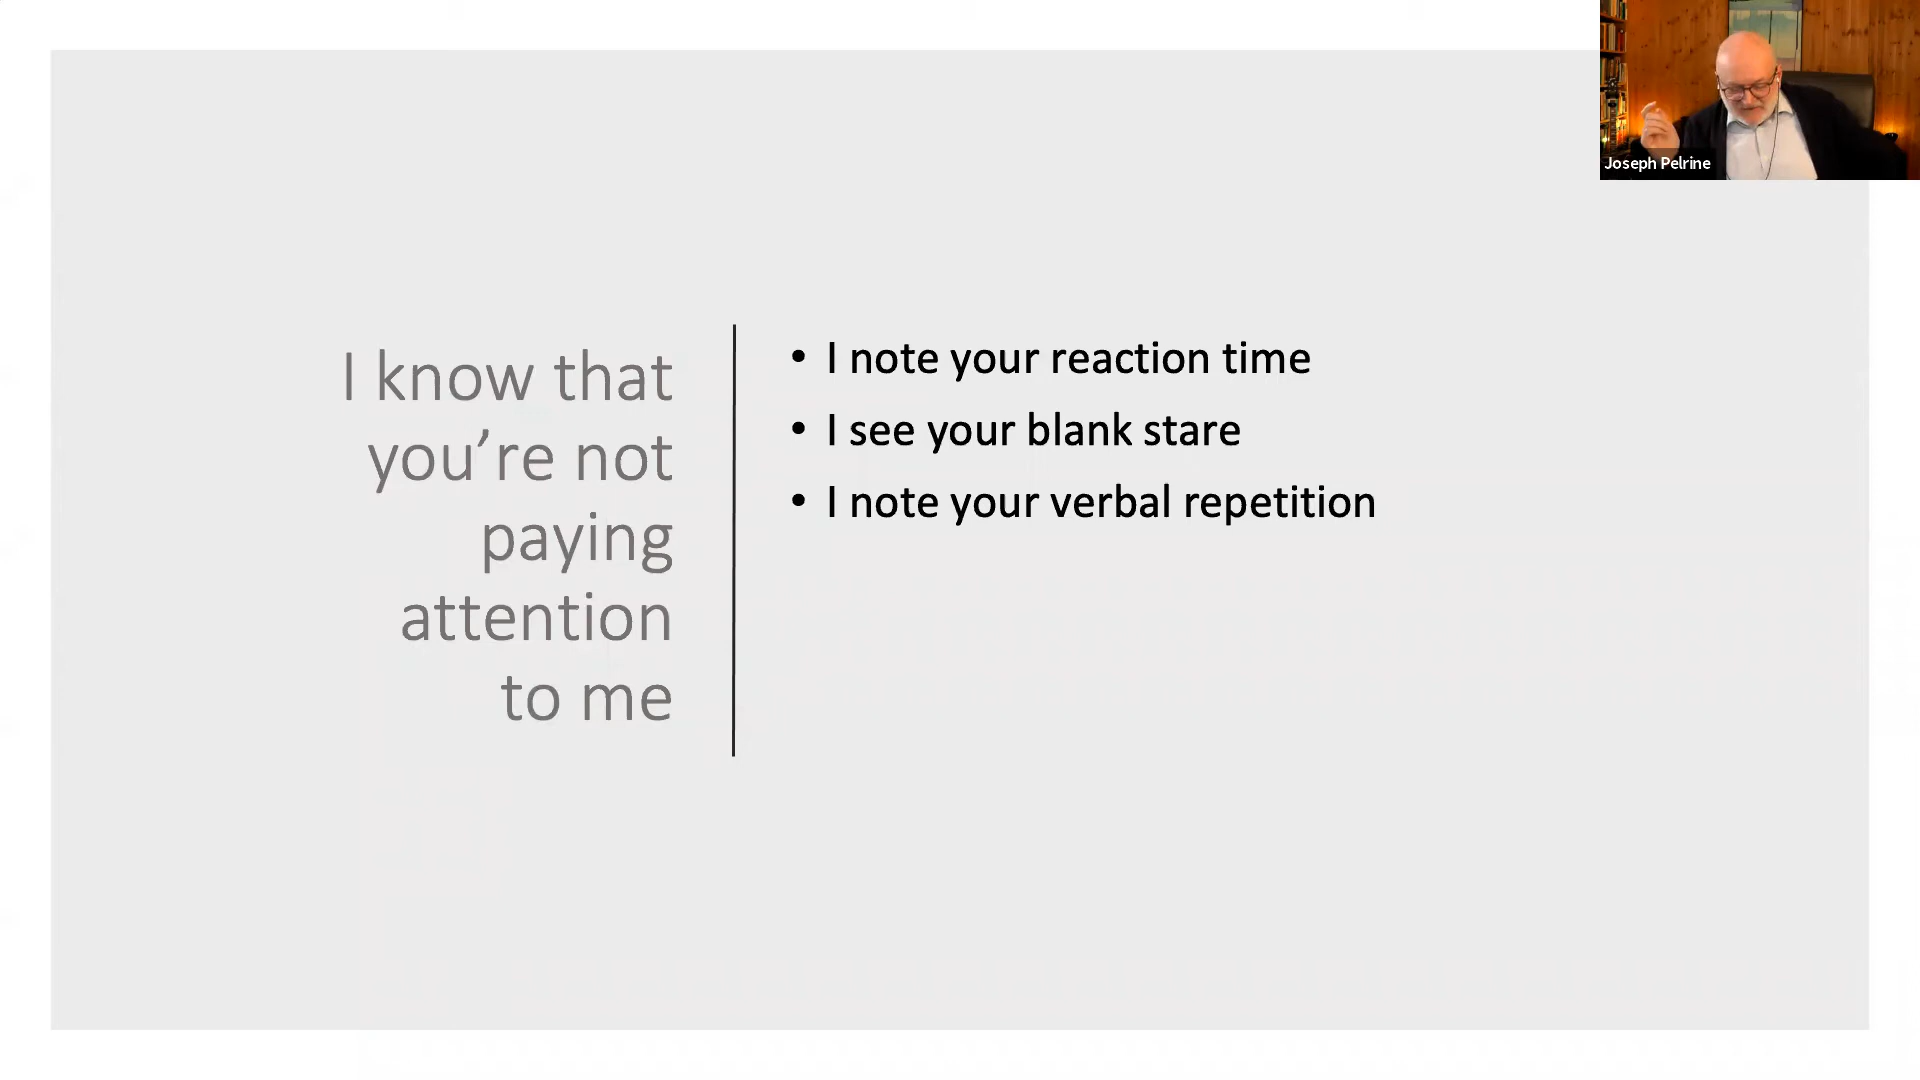 I know that
you’re not
paying
attention
to me
• I note your reaction time
• I see your blank stare
• I note your verbal repetition
Joseph Pelrine